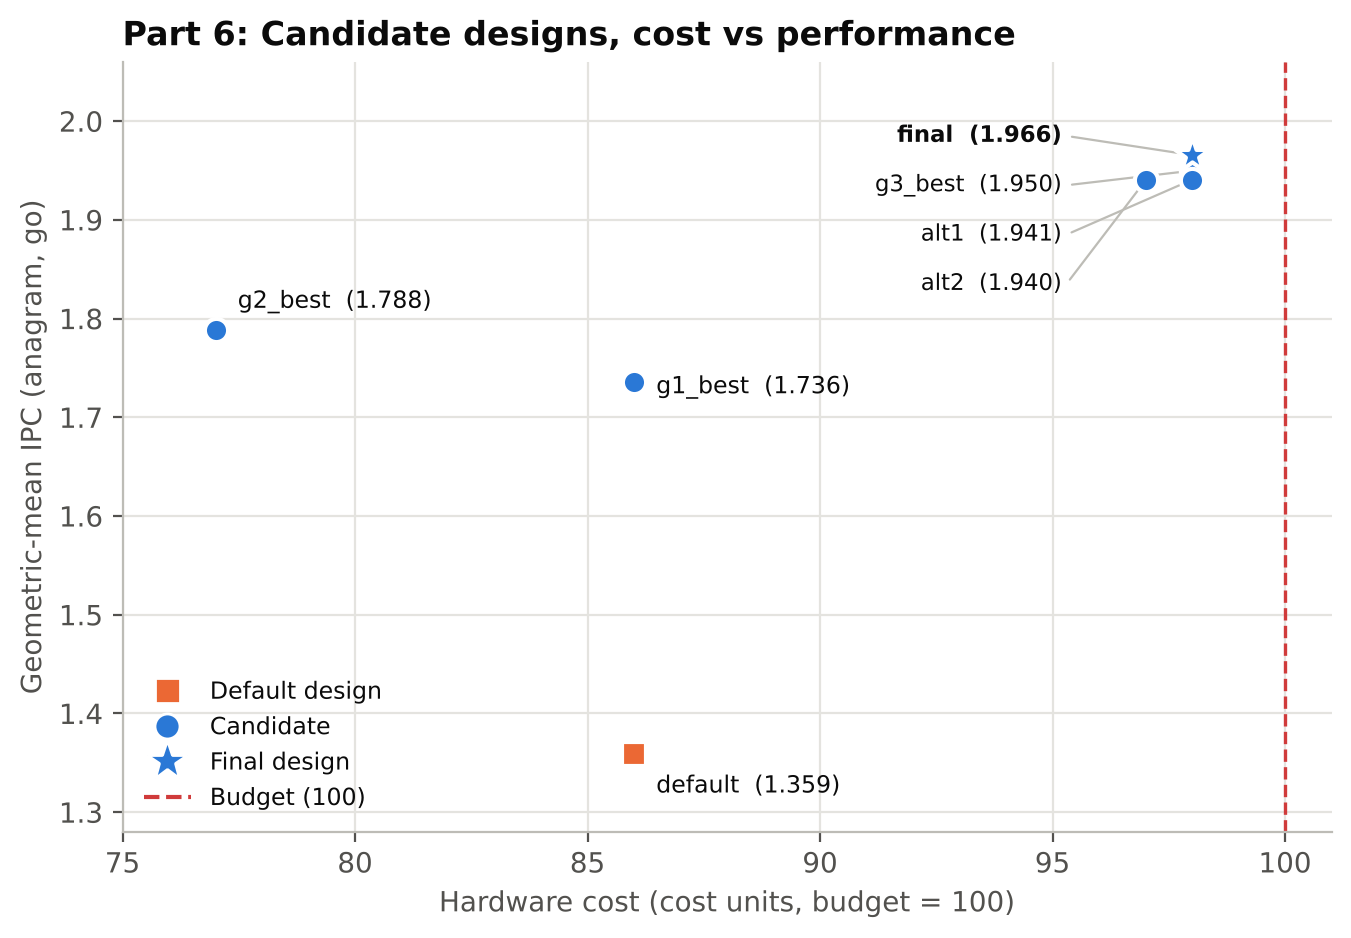 Part 6: Candidate designs, cost vs performance
Geometric-mean IPC (anagram, go)
2.0
1.9
1.8
1.7
1.6
1.5
1.4
1.3
final (1.966)
g3_best (1.950)
alt1 (1.941)
alt2 (1.940)
g2_best (1.788)
g1_best (1.736)
default (1.359)
Default design
Candidate
Final design
Budget (100)
75 80 85 90 95 100
Hardware cost (cost units, budget = 100)